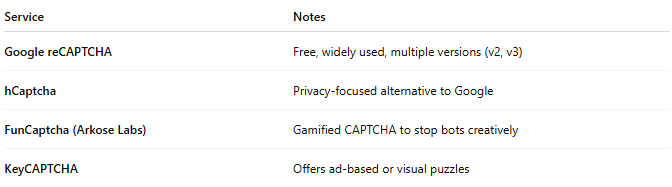 Service Notes
Google reCAPTCHA Free, widely used, multiple versions (v2, v3)
hCaptcha Privacy-focused alternative to Google
FunCaptcha (Arkose Labs) Gamified CAPTCHA to stop bots creatively
KeyCAPTCHA Offers ad-based or visual puzzles